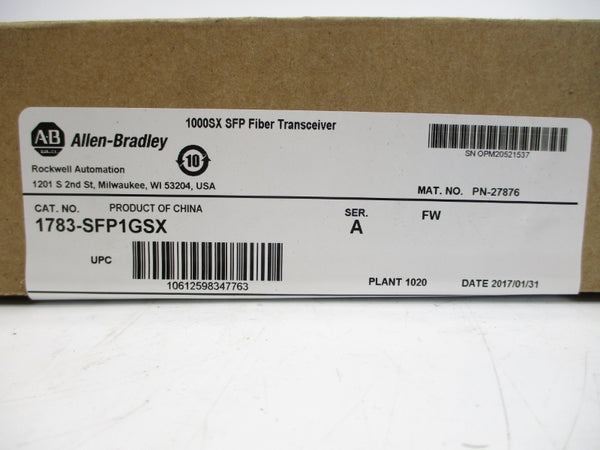 1000SX SFP Fiber Transceiver
A-B
Allen-Bradley
10
SN OPM20521537
Rockwell Automation
1201 S 2nd St, Milwaukee, WI 53204, USA
MAT. NO. PN-27876
CAT. NO. PRODUCT OF CHINA
SER. FW
1783-SFP1GSX
A
UPC
10612598347763
PLANT 1020 DATE 2017/01/31